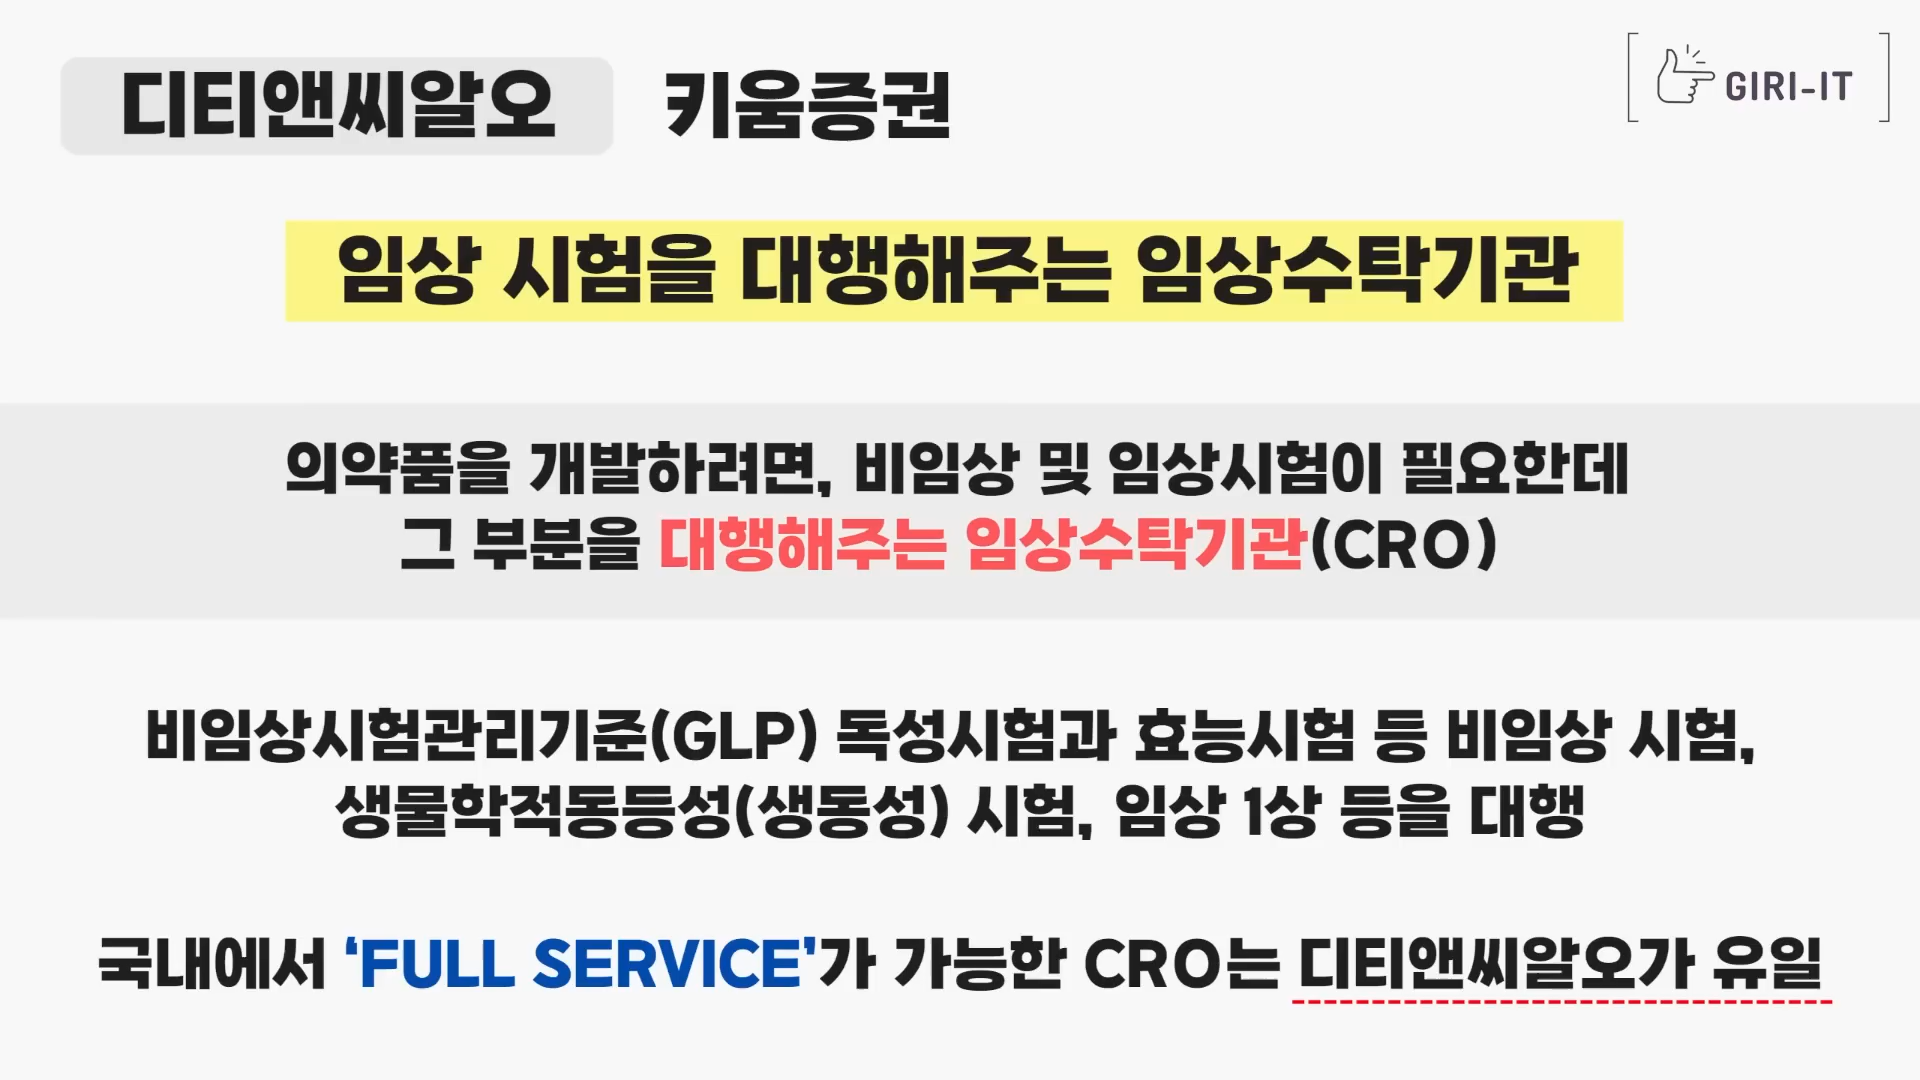 디티앤씨알오 키움증권
GIRI-IT
임상 시험을 대행해주는 임상수탁기관
의약품을 개발하려면, 비임상 및 임상시험이 필요한데
그 부분을 대행해주는 임상수탁기관(CRO)
비임상시험관리기준(GLP) 독성시험과 효능시험 등 비임상 시험,
생물학적동등성(생동성) 시험, 임상 1상 등을 대행
국내에서 ‘FULL SERVICE’가 가능한 CRO는 디티앤씨알오가 유일